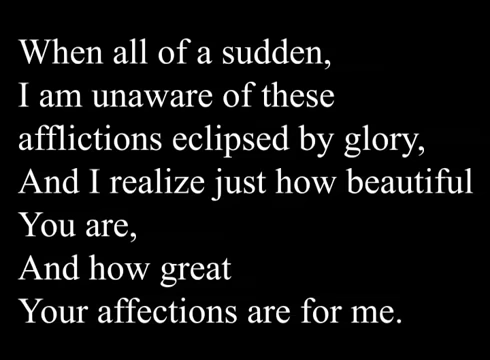 When all of a sudden,
I am unaware of these
afflictions eclipsed by glory,
And I realize just how beautiful
You are,
And how great
Your affections are for me.